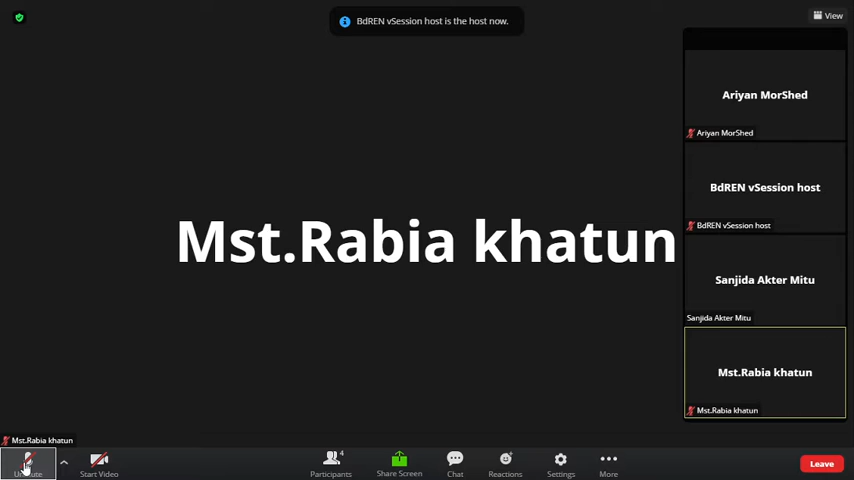 BdREN vSession host is the host now.
View
Ariyan MorShed
Ariyan MorShed
BdREN vSession host
BdREN vSession host
Mst.Rabia khatun
Sanjida Akter Mitu
Sanjida Akter Mitu
Mst.Rabia khatun
Mst.Rabia khatun
Mst.Rabia khatun
Unmute
Start Video
4
Participants
Share Screen
Chat
Reactions
Settings
More
Leave